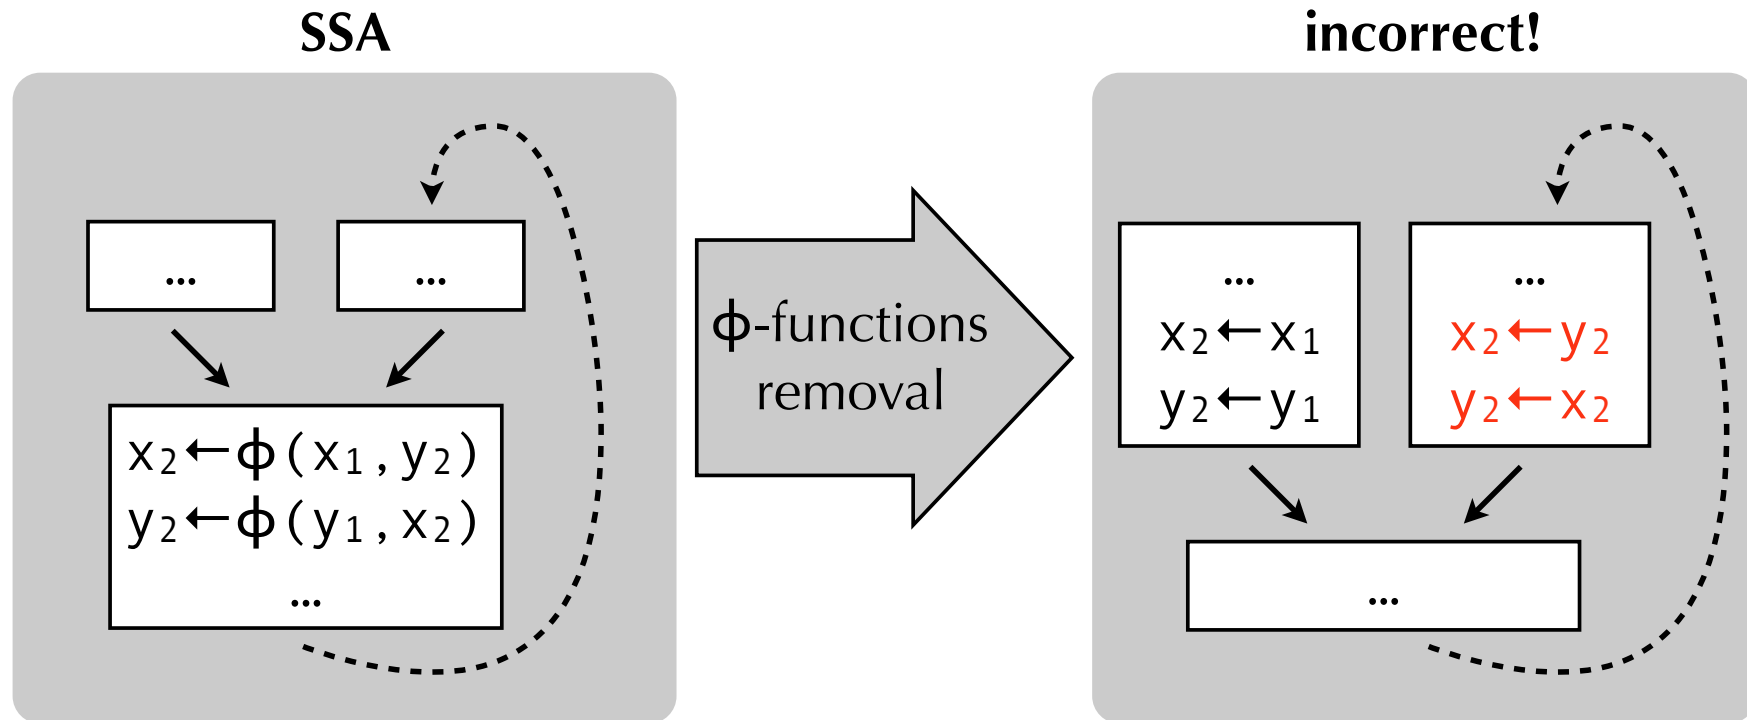 SSA
...
...
x₂←ϕ(x₁,y₂)
y₂←ϕ(y₁,x₂)
...
ϕ-functions
removal
incorrect!
...
x₂←x₁
y₂←y₁
...
x₂←y₂
y₂←x₂
...